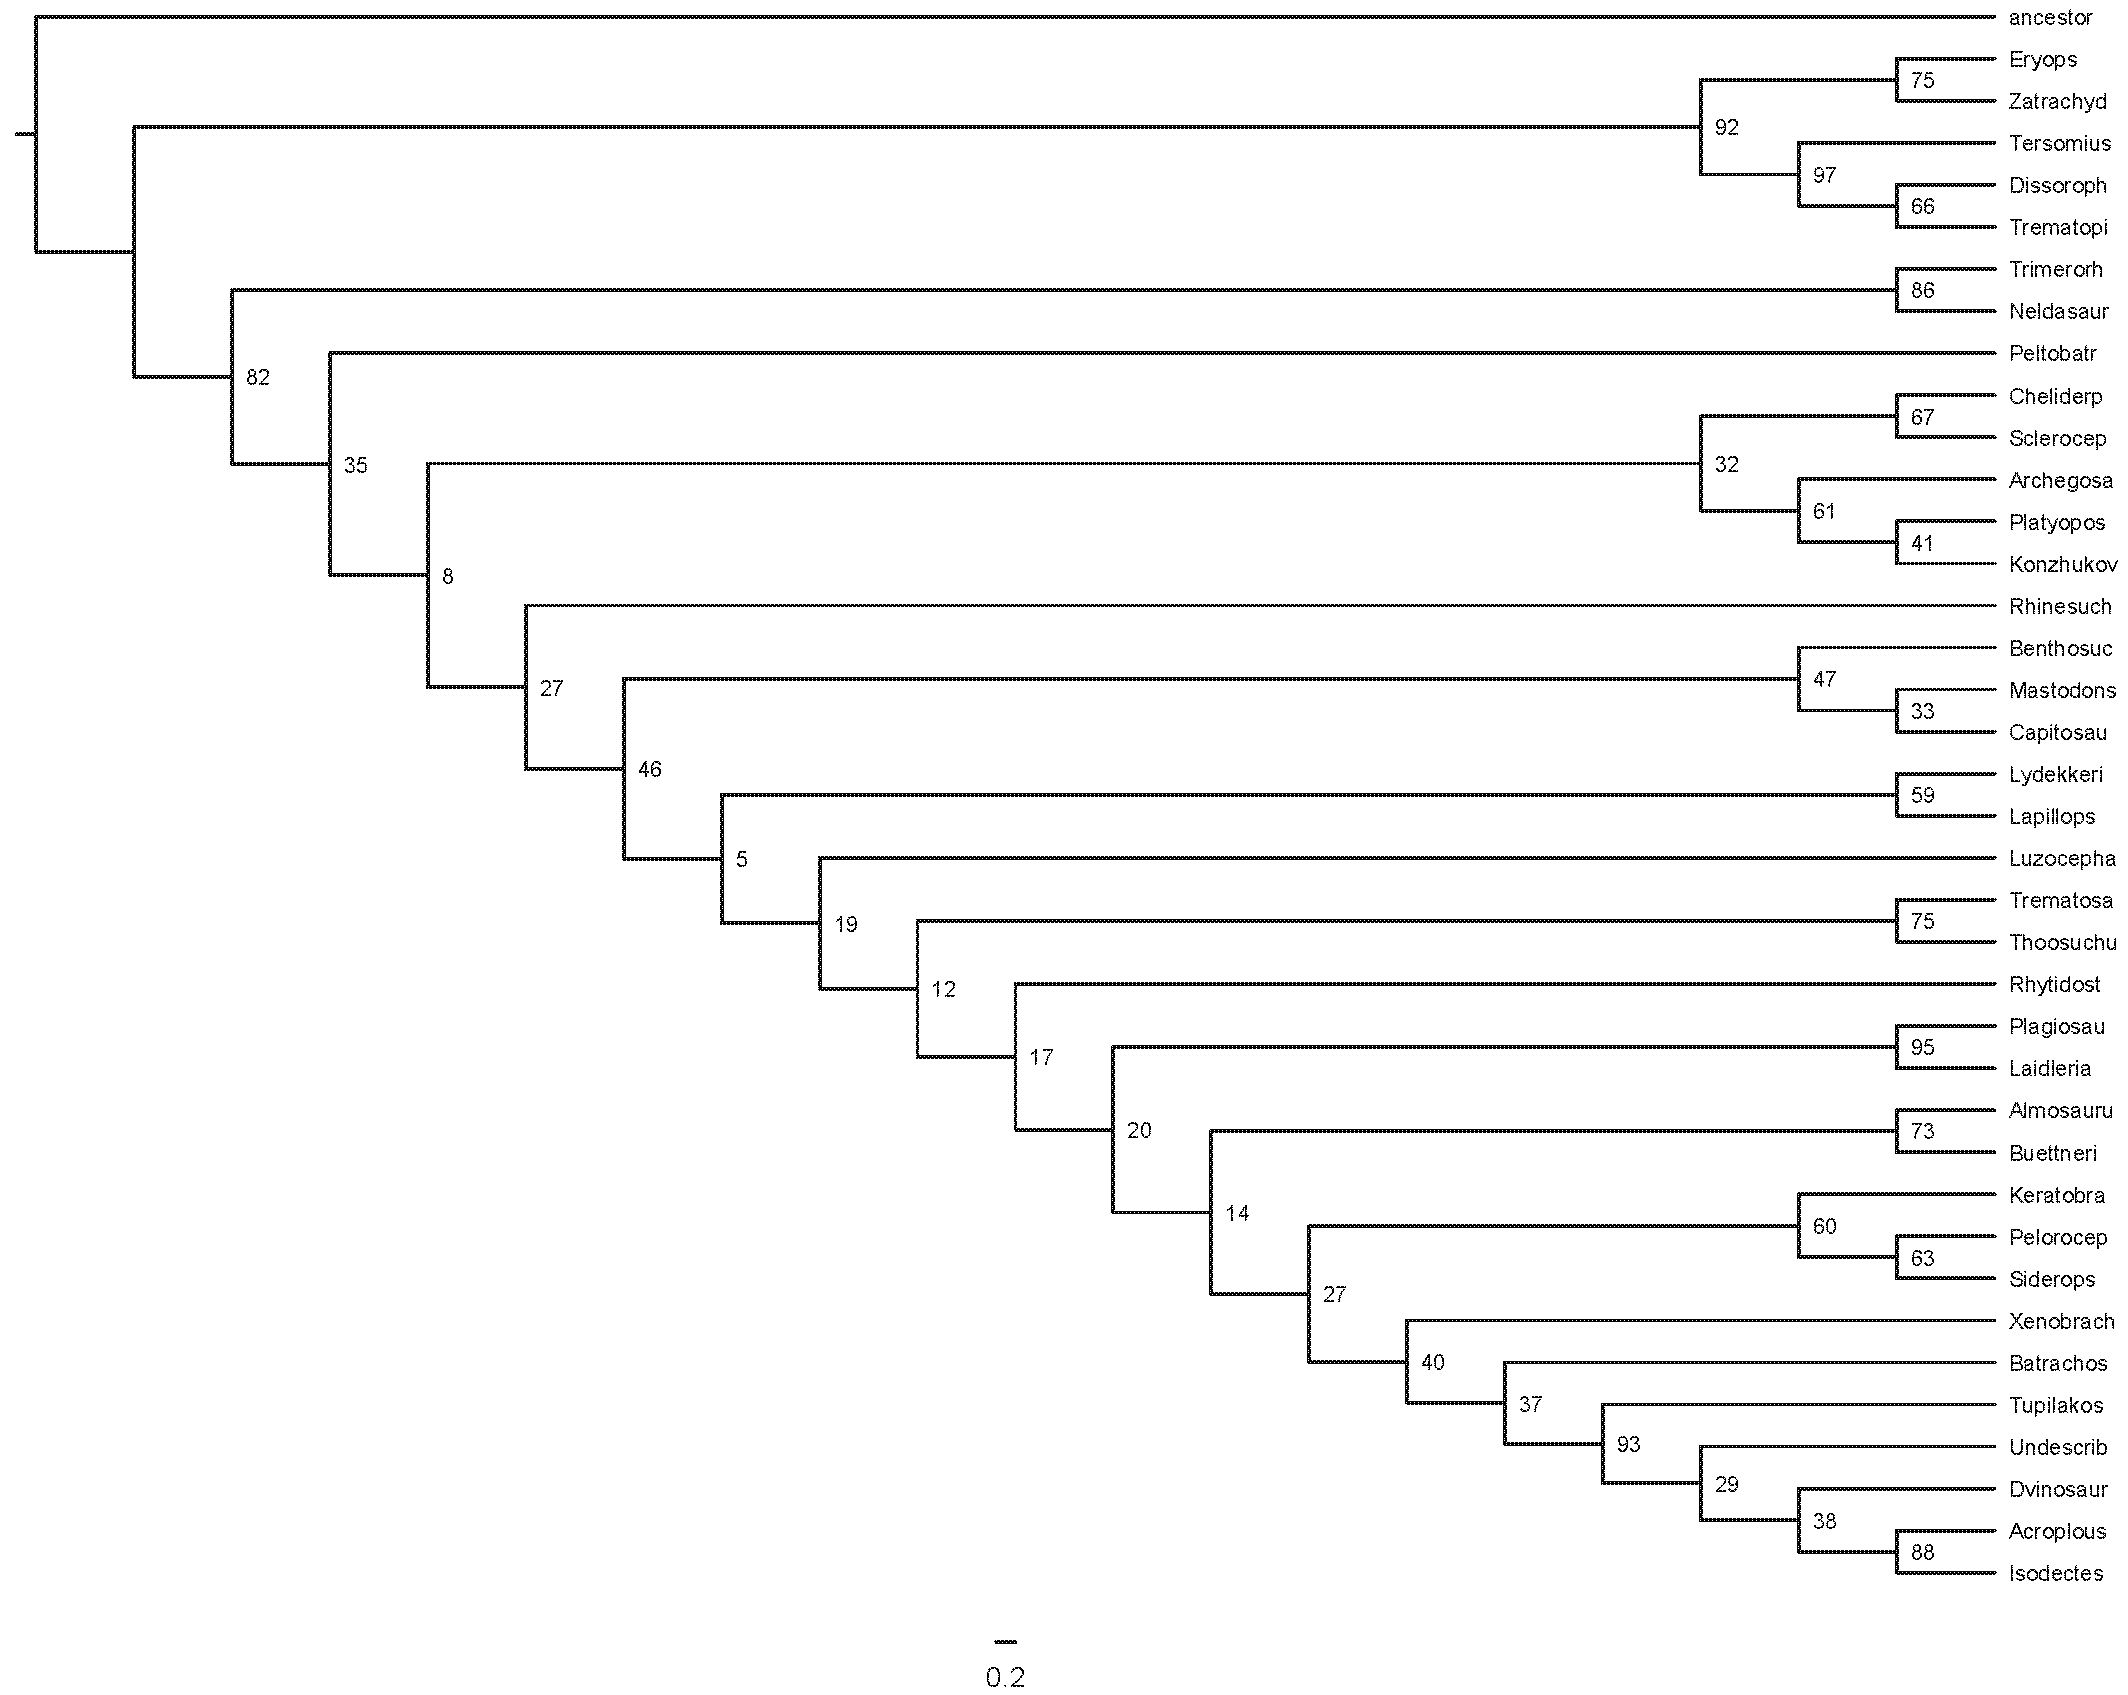 ancestor
Eryops
75
Zatrachyd
92
Tersomius
97
Dissoroph
66
Trematopi
Trimerorh
86
Neldasaur
Peltobatr
82
Cheliderp
67
Sclerocep
35
32
Archegosa
61
Platyopos
41
Konzhukov
8
Rhinesuch
Benthosuc
47
27
Mastodons
33
Capitosau
46
Lydekkeri
59
Lapillops
5
Luzocepha
Trematosa
19
75
Thoosuchu
12
Rhytidost
Plagiosau
95
17
Laidleria
Almosauru
20
73
Buettneri
Keratobra
14
60
Pelorocep
63
Siderops
27
Xenobrach
40
Batrachos
37
Tupilakos
93
Undescrib
29
Dvinosaur
38
Acroplous
88
Isodectes
0.2